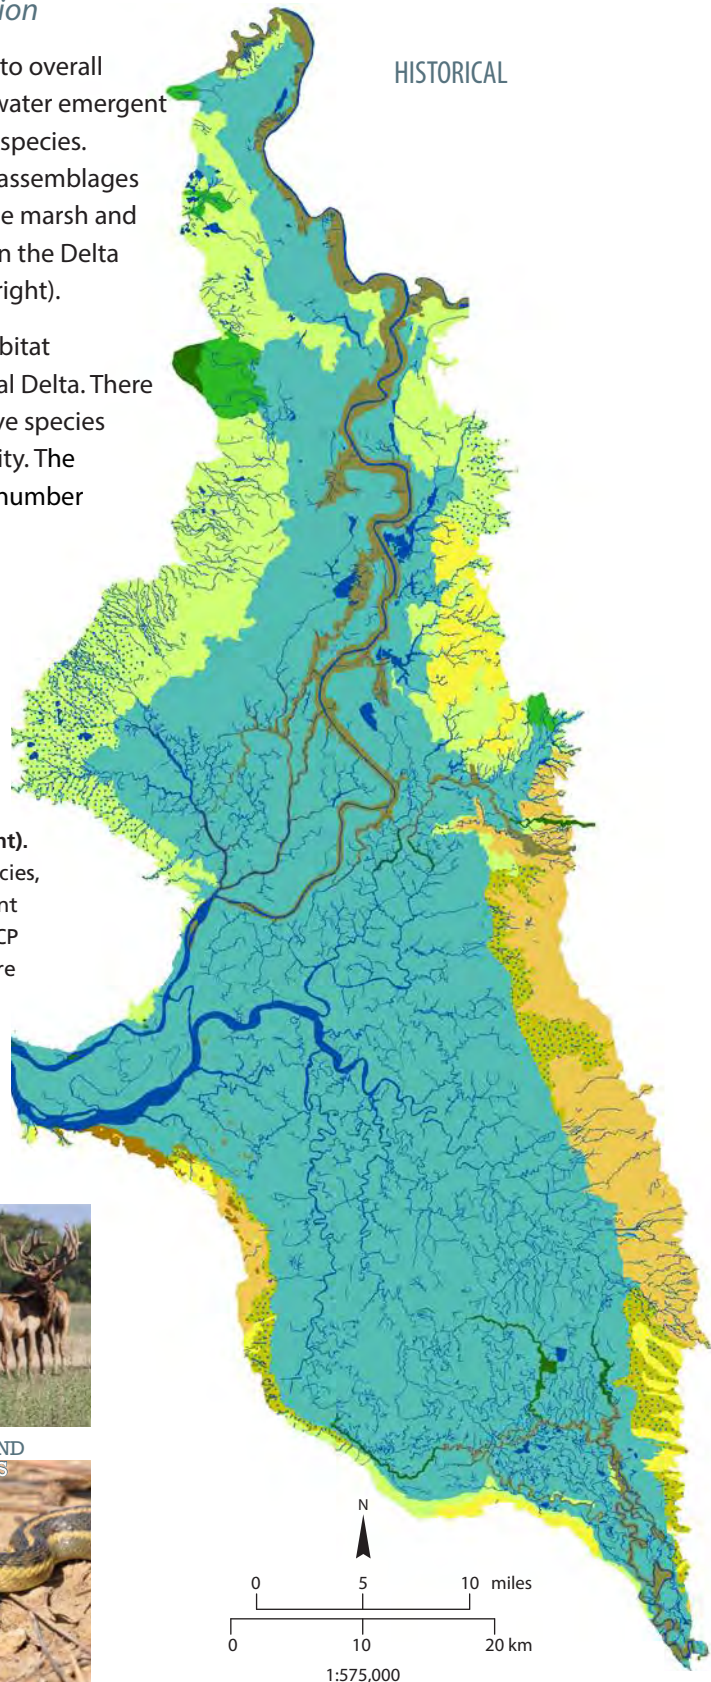 ion
to overall
water emergent
species.
assemblages
e marsh and
n the Delta
right).
bitat
al Delta. There
ve species
ity. The
number
nt).
cies,
nt
CP
re
HISTORICAL
ND
S
N
0 5 10 miles
0 10 20 km
1:575,000